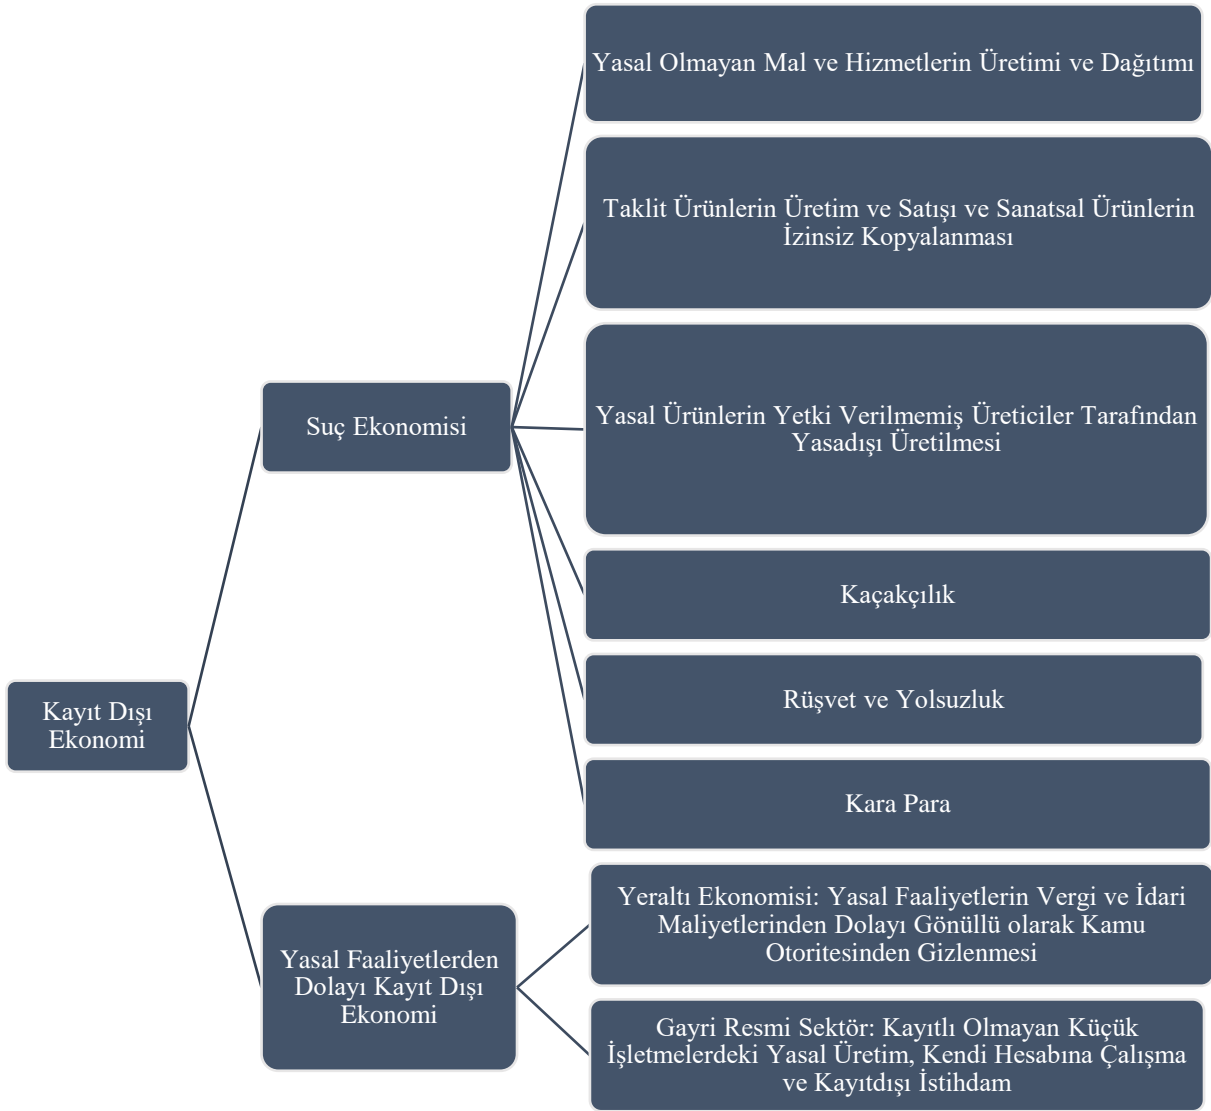 Kayıt Dışı
Ekonomi
Suç Ekonomisi
Yasal Olmayan Mal ve Hizmetlerin Üretimi ve Dağıtımı
Taklit Ürünlerin Üretim ve Satışı ve Sanatsal Ürünlerin
İzinsiz Kopyalanması
Yasal Ürünlerin Yetki Verilmemiş Üreticiler Tarafından
Yasadışı Üretilmesi
Kaçakçılık
Rüşvet ve Yolsuzluk
Kara Para
Yasal Faaliyetlerden
Dolayı Kayıt Dışı
Ekonomi
Yeraltı Ekonomisi: Yasal Faaliyetlerin Vergi ve İdari
Maliyetlerinden Dolayı Gönüllü olarak Kamu
Otoritesinden Gizlenmesi
Gayri Resmi Sektör: Kayıtlı Olmayan Küçük
İşletmelerdeki Yasal Üretim, Kendi Hesabına Çalışma
ve Kayıtdışı İstihdam